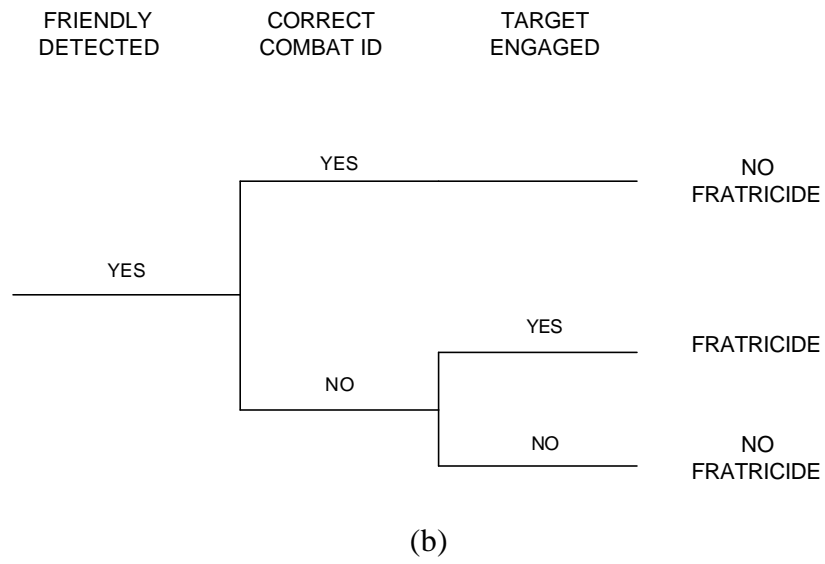 FRIENDLY
DETECTED
CORRECT
COMBAT ID
TARGET
ENGAGED
YES
NO
FRATRICIDE
YES
YES
FRATRICIDE
NO
NO
NO
FRATRICIDE
(b)